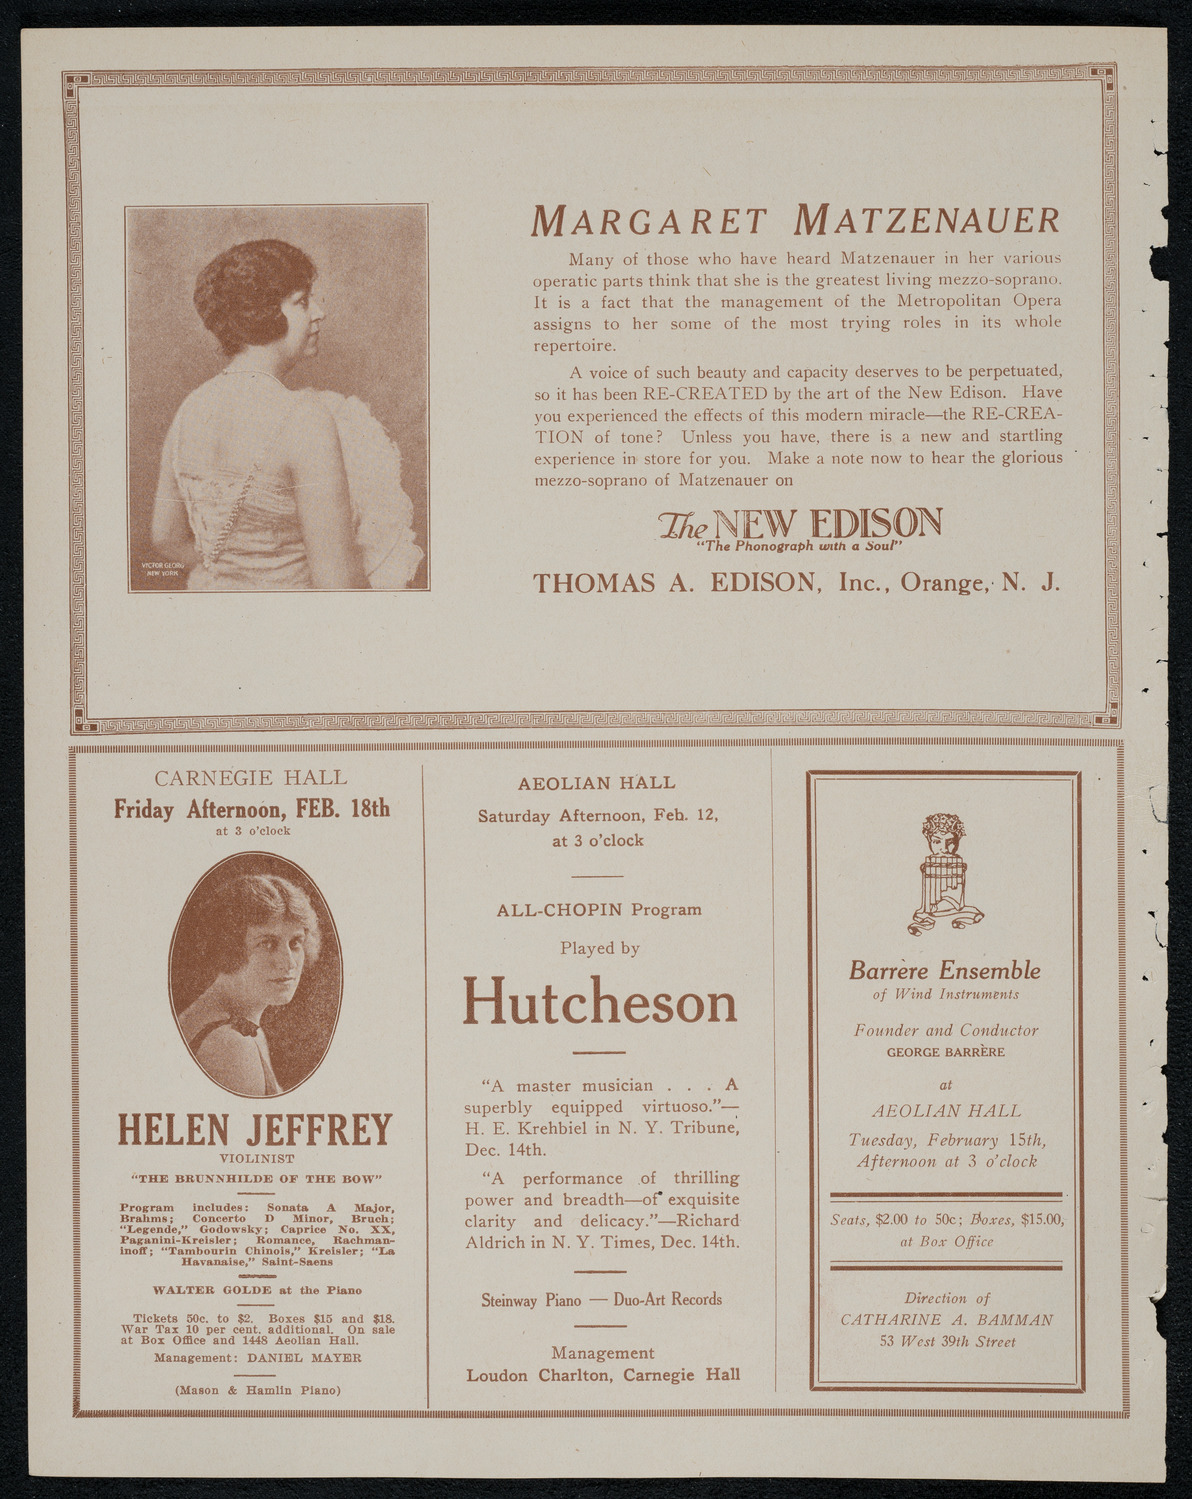 MARGARET MATZENAUER
Many of those who have heard Matzenauer in her various
operatic parts think that she is the greatest living mezzo-soprano.
It is a fact that the management of the Metropolitan Opera
assigns to her some of the most trying roles in its whole
repertoire.
A voice of such beauty and capacity deserves to be perpetuated,
so it has been RE-CREATED by the art of the New Edison. Have
you experienced the effects of this modern miracle—the RE-CREA-
TION of tone? Unless you have, there is a new and startling
experience in store for you. Make a note now to hear the glorious
mezzo-soprano of Matzenauer on
The NEW EDISON
"The Phonograph with a Soul"
THOMAS A. EDISON, Inc., Orange, N. J.
VICTOR GEORG
NEW YORK
CARNEGIE HALL
Friday Afternoon, FEB. 18th
at 3 o'clock
HELEN JEFFREY
VIOLINIST
"THE BRUNNHILDE OF THE BOW"
Program includes: Sonata A Major,
Brahms; Concerto D Minor, Bruch;
"Legende," Godowsky; Caprice No. XX,
Paganini-Kreisler; Romance, Rachman-
inoff; "Tambourin Chinois," Kreisler; "La
Havanaise," Saint-Saens
WALTER GOLDE at the Piano
Tickets 50c. to $2. Boxes $15 and $18.
War Tax 10 per cent. additional. On sale
at Box Office and 1448 Aeolian Hall.
Management: DANIEL MAYER
(Mason & Hamlin Piano)
AEOLIAN HALL
Saturday Afternoon, Feb. 12,
at 3 o'clock
ALL-CHOPIN Program
Played by
Hutcheson
"A master musician . . . A
superbly equipped virtuoso."—
H. E. Krehbiel in N. Y. Tribune,
Dec. 14th.
"A performance of thrilling
power and breadth—of exquisite
clarity and delicacy."—Richard
Aldrich in N. Y. Times, Dec. 14th.
Steinway Piano — Duo-Art Records
Management
Loudon Charlton, Carnegie Hall
Barrère Ensemble
of Wind Instruments
Founder and Conductor
GEORGE BARRÈRE
at
AEOLIAN HALL
Tuesday, February 15th,
Afternoon at 3 o'clock
Seats, $2.00 to 50c; Boxes, $15.00,
at Box Office
Direction of
CATHARINE A. BAMMAN
53 West 39th Street